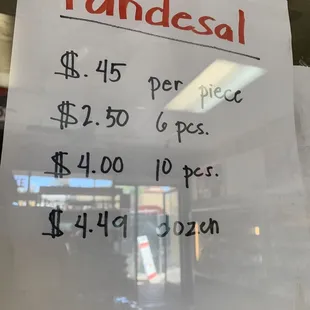 Pandesal
$.45 per piece
$2.50 6 pcs.
$4.00 10 pcs.
$4.49 dozen